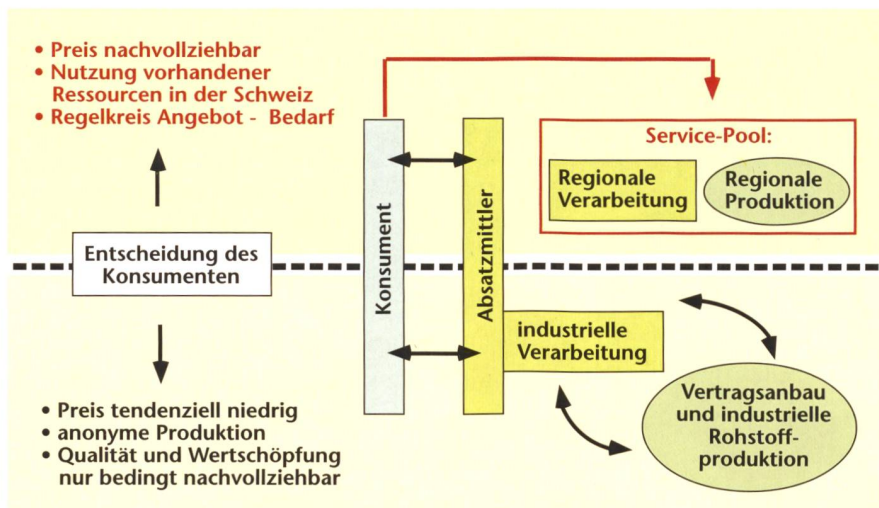 • Preis nachvollziehbar
• Nutzung vorhandener
Ressourcen in der Schweiz
• Regelkreis Angebot - Bedarf
Service-Pool:
Regionale
Verarbeitung
Regionale
Produktion
Entscheidung des
Konsumenten
Konsument
Absatzmittler
industrielle
Verarbeitung
Vertragsanbau
und industrielle
Rohstoff-
produktion
• Preis tendenziell niedrig
• anonyme Produktion
• Qualität und Wertschöpfung
nur bedingt nachvollziehbar